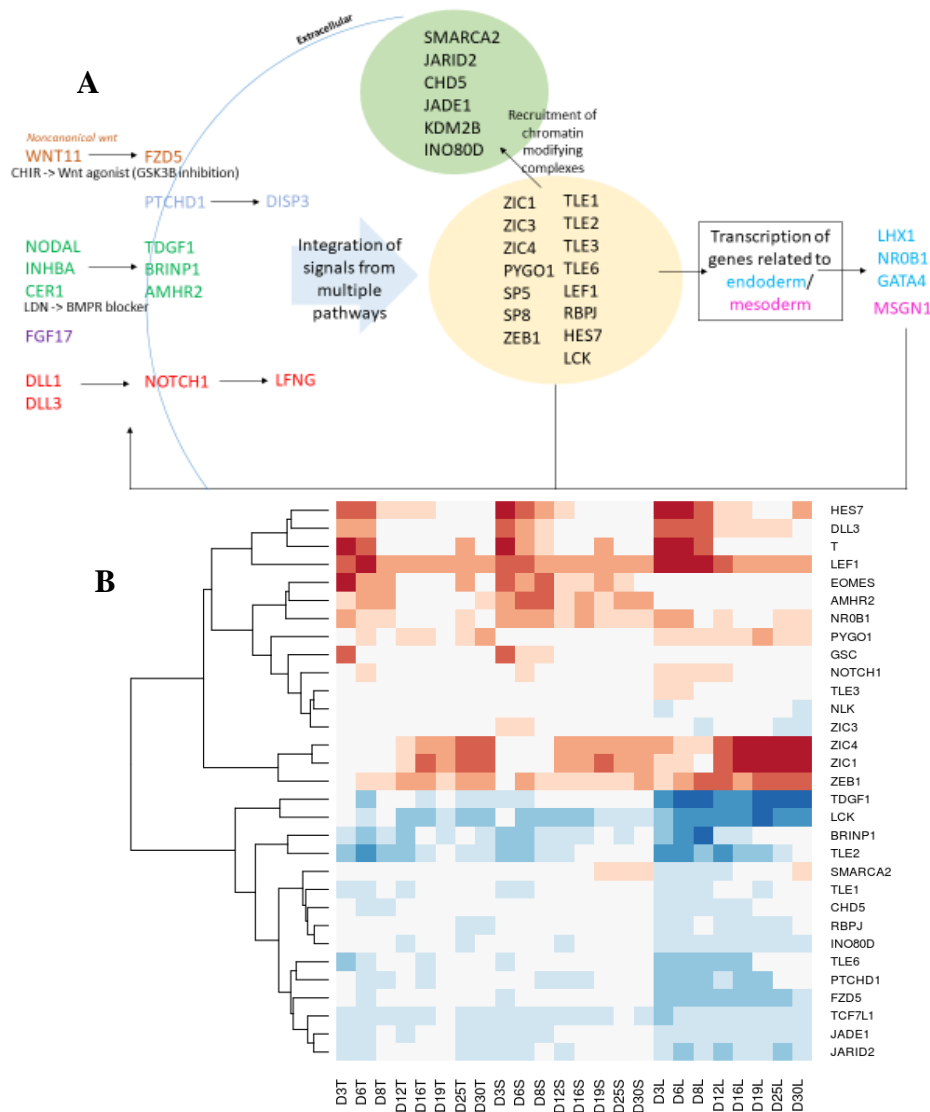 A
Extracellular
SMARCA2
JARID2
CHD5
JADE1
KDM2B
INO80D
Recruitment of
chromatin
modifying
complexes
Noncanonical wnt
WNT11
FZD5
CHIR -> Wnt agonist (GSK3B inhibition)
PTCHD1
DISP3
NODAL
INHBA
CER1
TDGF1
BRINP1
AMHR2
LDN -> BMPR blocker
FGF17
DLL1
DLL3
NOTCH1
LFNG
Integration of
signals from
multiple
pathways
ZIC1
ZIC3
ZIC4
PYGO1
SP5
SP8
ZEB1
TLE1
TLE2
TLE3
TLE6
LEF1
RBPJ
HES7
LCK
Transcription of
genes related to
endoderm/
mesoderm
LHX1
NR0B1
GATA4
MSGN1
B
HES7
DLL3
T
LEF1
EOMES
AMHR2
NR0B1
PYGO1
GSC
NOTCH1
TLE3
NLK
ZIC3
ZIC4
ZIC1
ZEB1
TDGF1
LCK
BRINP1
TLE2
SMARCA2
TLE1
CHD5
RBPJ
INO80D
TLE6
PTCHD1
FZD5
TCF7L1
JADE1
JARID2
D3T
D6T
D8T
D12T
D16T
D19T
D25T
D30T
D3S
D6S
D8S
D12S
D16S
D19S
D25S
D30S
D3L
D6L
D8L
D12L
D16L
D19L
D25L
D30L